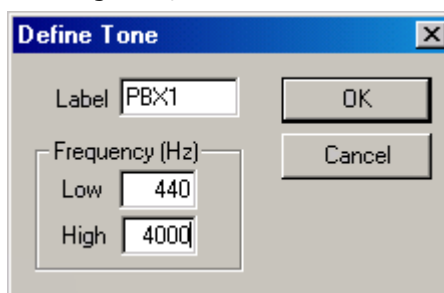 Define Tone
Label PBX1
OK
Frequency (Hz)
Cancel
Low 440
High 4000